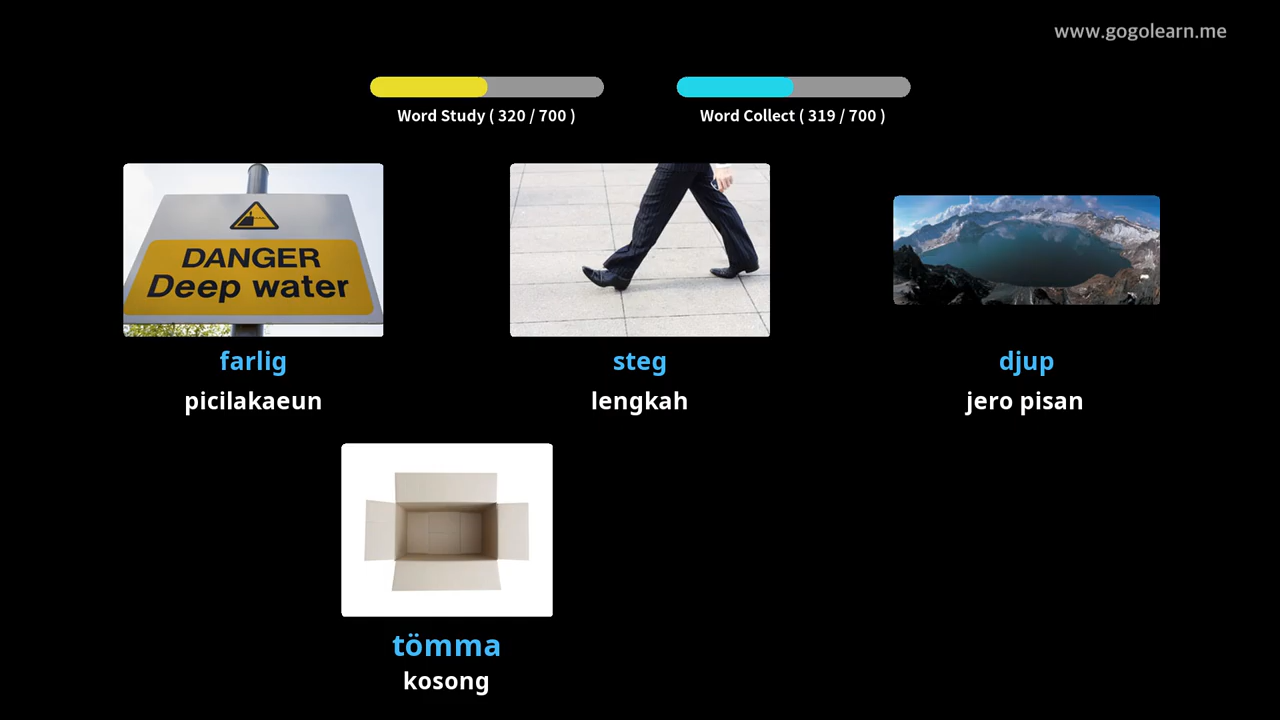 www.gogolearn.me
Word Study ( 320 / 700 )
Word Collect ( 319 / 700 )
DANGER
Deep water
farlig
picilakaeun
steg
lengkah
djup
jero pisan
tömma
kosong